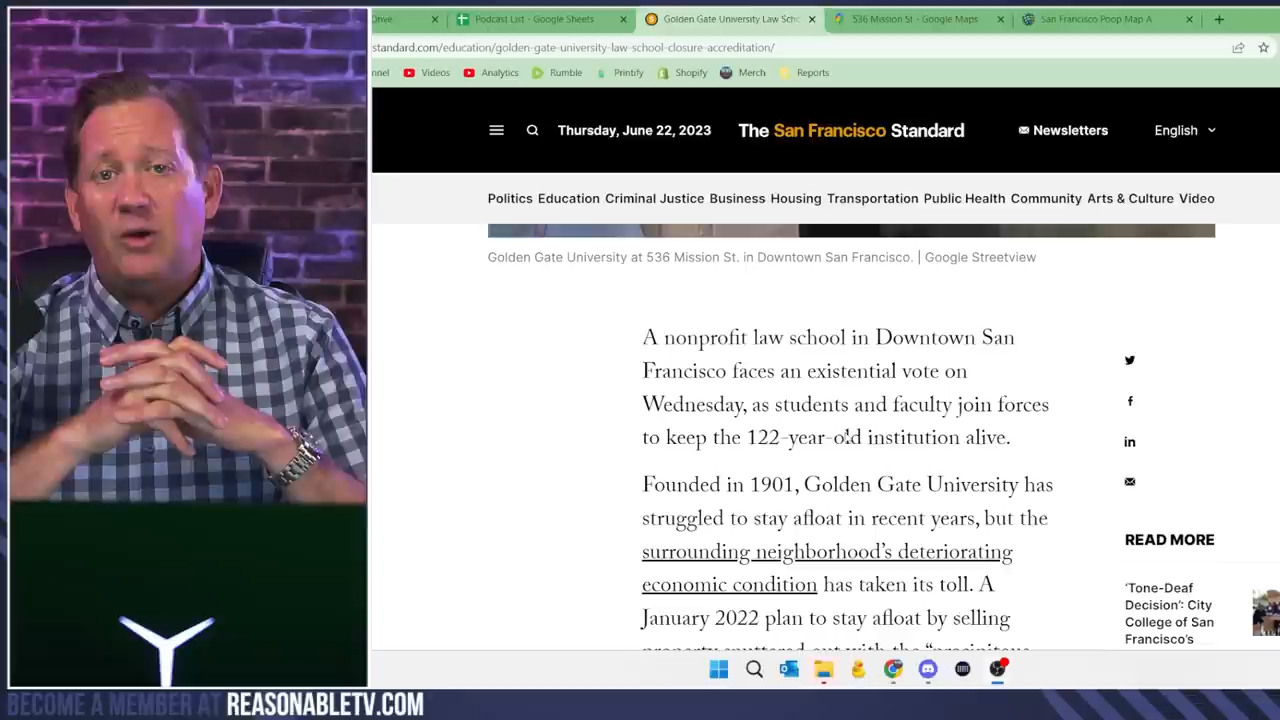 Podcast List - Google Sheets
Golden Gate University Law Scho
536 Mission St - Google Maps
San Francisco Poop Map A
standard.com/education/golden-gate-university-law-school-closure-accreditation/
Videos
Analytics
Rumble
Printify
Shopify
Merch
Reports
Thursday, June 22, 2023
The San Francisco Standard
Newsletters
English
Politics Education Criminal Justice Business Housing Transportation Public Health Community Arts & Culture Video
Golden Gate University at 536 Mission St. in Downtown San Francisco. | Google Streetview
A nonprofit law school in Downtown San
Francisco faces an existential vote on
Wednesday, as students and faculty join forces
to keep the 122-year-old institution alive.
Founded in 1901, Golden Gate University has
struggled to stay afloat in recent years, but the
surrounding neighborhood's deteriorating
economic condition has taken its toll. A
January 2022 plan to stay afloat by selling
READ MORE
'Tone-Deaf
Decision': City
College of San
Francisco's
BECOME A MEMBER AT REASONABLETV.COM